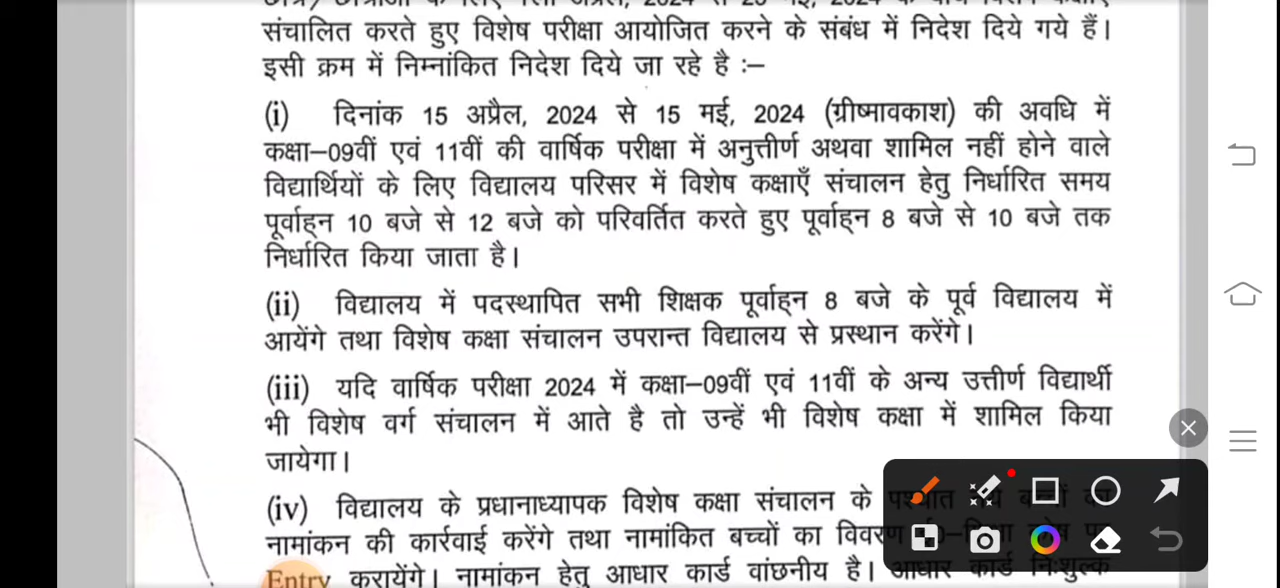 संचालित करते हुए विशेष परीक्षा आयोजित करने के संबंध में निदेश दिये गये हैं।
इसी क्रम में निम्नांकित निदेश दिये जा रहे है :–
(i) दिनांक 15 अप्रैल, 2024 से 15 मई, 2024 (ग्रीष्मावकाश) की अवधि में
कक्षा–09वीं एवं 11वीं की वार्षिक परीक्षा में अनुत्तीर्ण अथवा शामिल नहीं होने वाले
विद्यार्थियों के लिए विद्यालय परिसर में विशेष कक्षाएँ संचालन हेतु निर्धारित समय
पूर्वाह्न 10 बजे से 12 बजे को परिवर्तित करते हुए पूर्वाह्न 8 बजे से 10 बजे तक
निर्धारित किया जाता है।
(ii) विद्यालय में पदस्थापित सभी शिक्षक पूर्वाह्न 8 बजे के पूर्व विद्यालय में
आयेंगे तथा विशेष कक्षा संचालन उपरान्त विद्यालय से प्रस्थान करेंगे।
(iii) यदि वार्षिक परीक्षा 2024 में कक्षा–09वीं एवं 11वीं के अन्य उत्तीर्ण विद्यार्थी
भी विशेष वर्ग संचालन में आते है तो उन्हें भी विशेष कक्षा में शामिल किया
जायेगा।
(iv) विद्यालय के प्रधानाध्यापक विशेष कक्षा संचालन के पश्चात
नामांकन की कार्रवाई करेंगे तथा नामांकित बच्चों का विवरण
Entry करायेंगे। नामांकन हेतु आधार कार्ड वांछनीय है। आधार कार्ड निःशुल्क